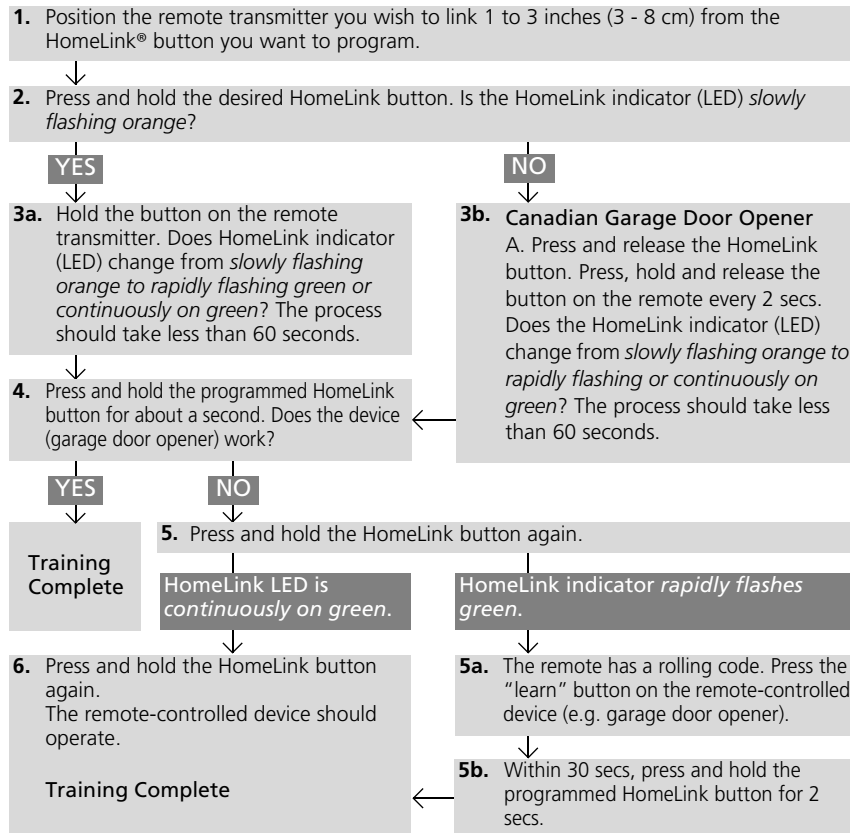 1. Position the remote transmitter you wish to link 1 to 3 inches (3 - 8 cm) from the
HomeLink® button you want to program.
2. Press and hold the desired HomeLink button. Is the HomeLink indicator (LED) slowly
flashing orange?
YES
NO
3a. Hold the button on the remote
transmitter. Does HomeLink indicator
(LED) change from slowly flashing
orange to rapidly flashing green or
continuously on green? The process
should take less than 60 seconds.
3b. Canadian Garage Door Opener
A. Press and release the HomeLink
button. Press, hold and release the
button on the remote every 2 secs.
Does the HomeLink indicator (LED)
change from slowly flashing orange to
rapidly flashing or continuously on
green? The process should take less
than 60 seconds.
4. Press and hold the programmed HomeLink
button for about a second. Does the device
(garage door opener) work?
YES
NO
Training
Complete
5. Press and hold the HomeLink button again.
HomeLink LED is
continuously on green.
HomeLink indicator rapidly flashes
green.
6. Press and hold the HomeLink button
again.
The remote-controlled device should
operate.
Training Complete
5a. The remote has a rolling code. Press the
“learn” button on the remote-controlled
device (e.g. garage door opener).
5b. Within 30 secs, press and hold the
programmed HomeLink button for 2
secs.